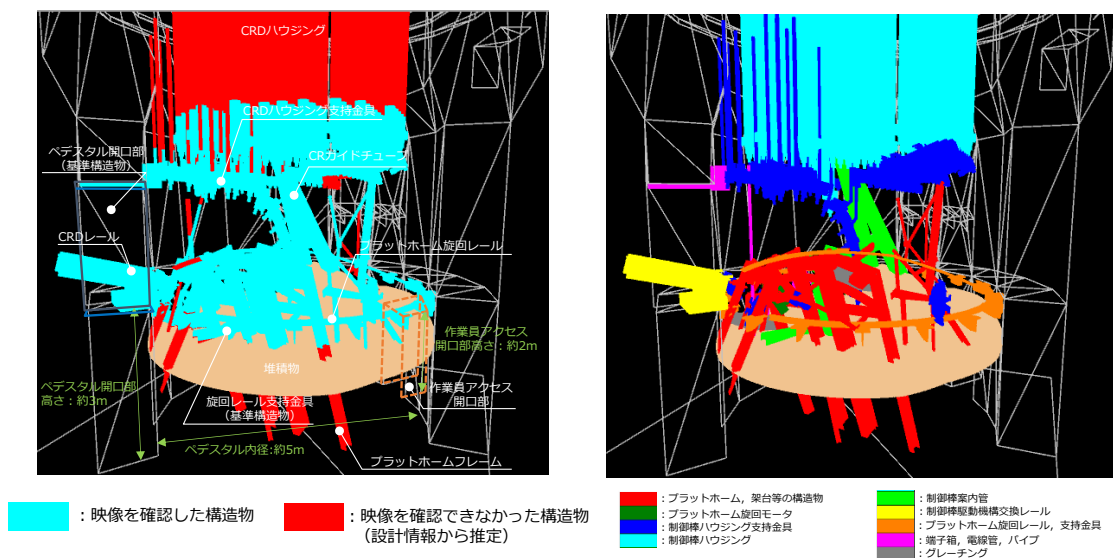 CRDハウジング
CRDハウジング支持金具
ペデスタル開口部
（基準構造物）
CRガイドチューブ
CRDレール
プラットホーム旋回レール
作業員アクセス
開口部高さ：約2m
堆積物
ペデスタル開口部
高さ：約3m
旋回レール支持金具
（基準構造物）
作業員アクセス
開口部
ペデスタル内径:約5m
プラットホームフレーム
：映像を確認した構造物
：映像を確認できなかった構造物
（設計情報から推定）
：プラットホーム，架台等の構造物
：プラットホーム旋回モータ
：制御棒ハウジング支持金具
：制御棒ハウジング
：制御棒案内管
：制御棒駆動機構交換レール
：プラットホーム旋回レール，支持金具
：端子箱，電線管，パイプ
：グレーチング